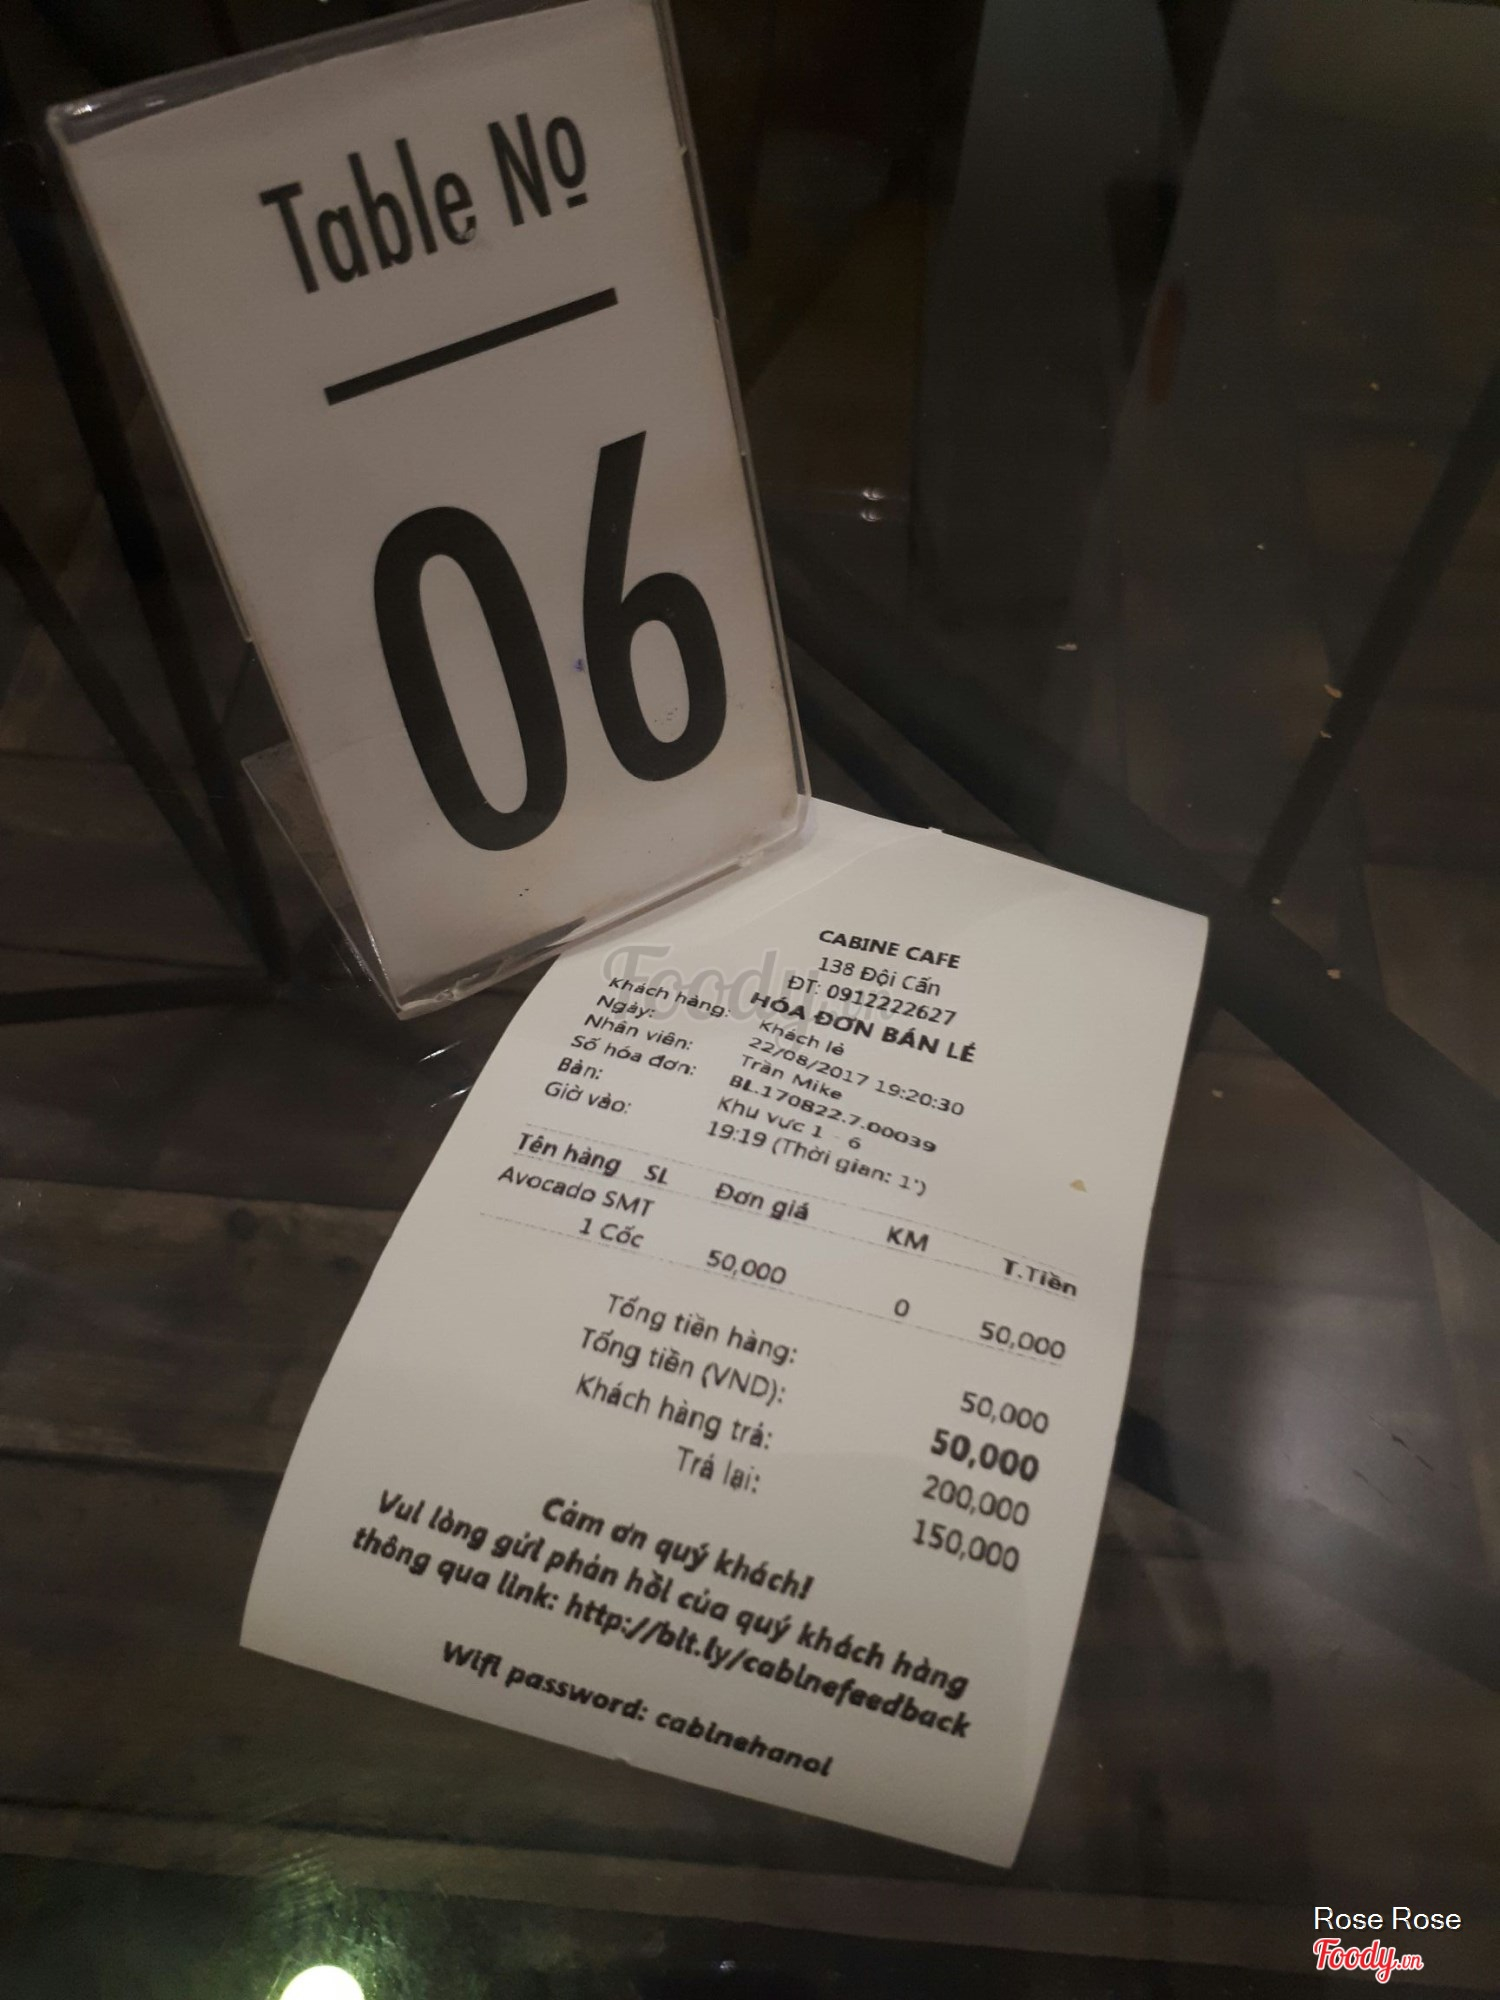 Table Nº
06
CABINE CAFE
138 Đội Cấn
ĐT: 0912222627
HÓA ĐƠN BÁN LẺ
Khách hàng: Khách lẻ
Ngày: 22/08/2017 19:20:30
Nhân viên: Trần Mike
Số hóa đơn: BL.170822.7.00039
Bàn: Khu vực 1 - 6
Giờ vào: 19:19 (Thời gian: 1')
Tên hàng SL Đơn giá KM T.Tiền
Avocado SMT
1 Cốc 50,000 0 50,000
Tổng tiền hàng: 50,000
Tổng tiền (VND): 50,000
Khách hàng trả: 200,000
Trả lại: 150,000
Cảm ơn quý khách!
Vui lòng gửi phản hồi của quý khách hàng
thông qua link: http://bit.ly/cabinefeedback
Wifi password: cabinehanoi
Foody.vn
Rose Rose
Foody.vn